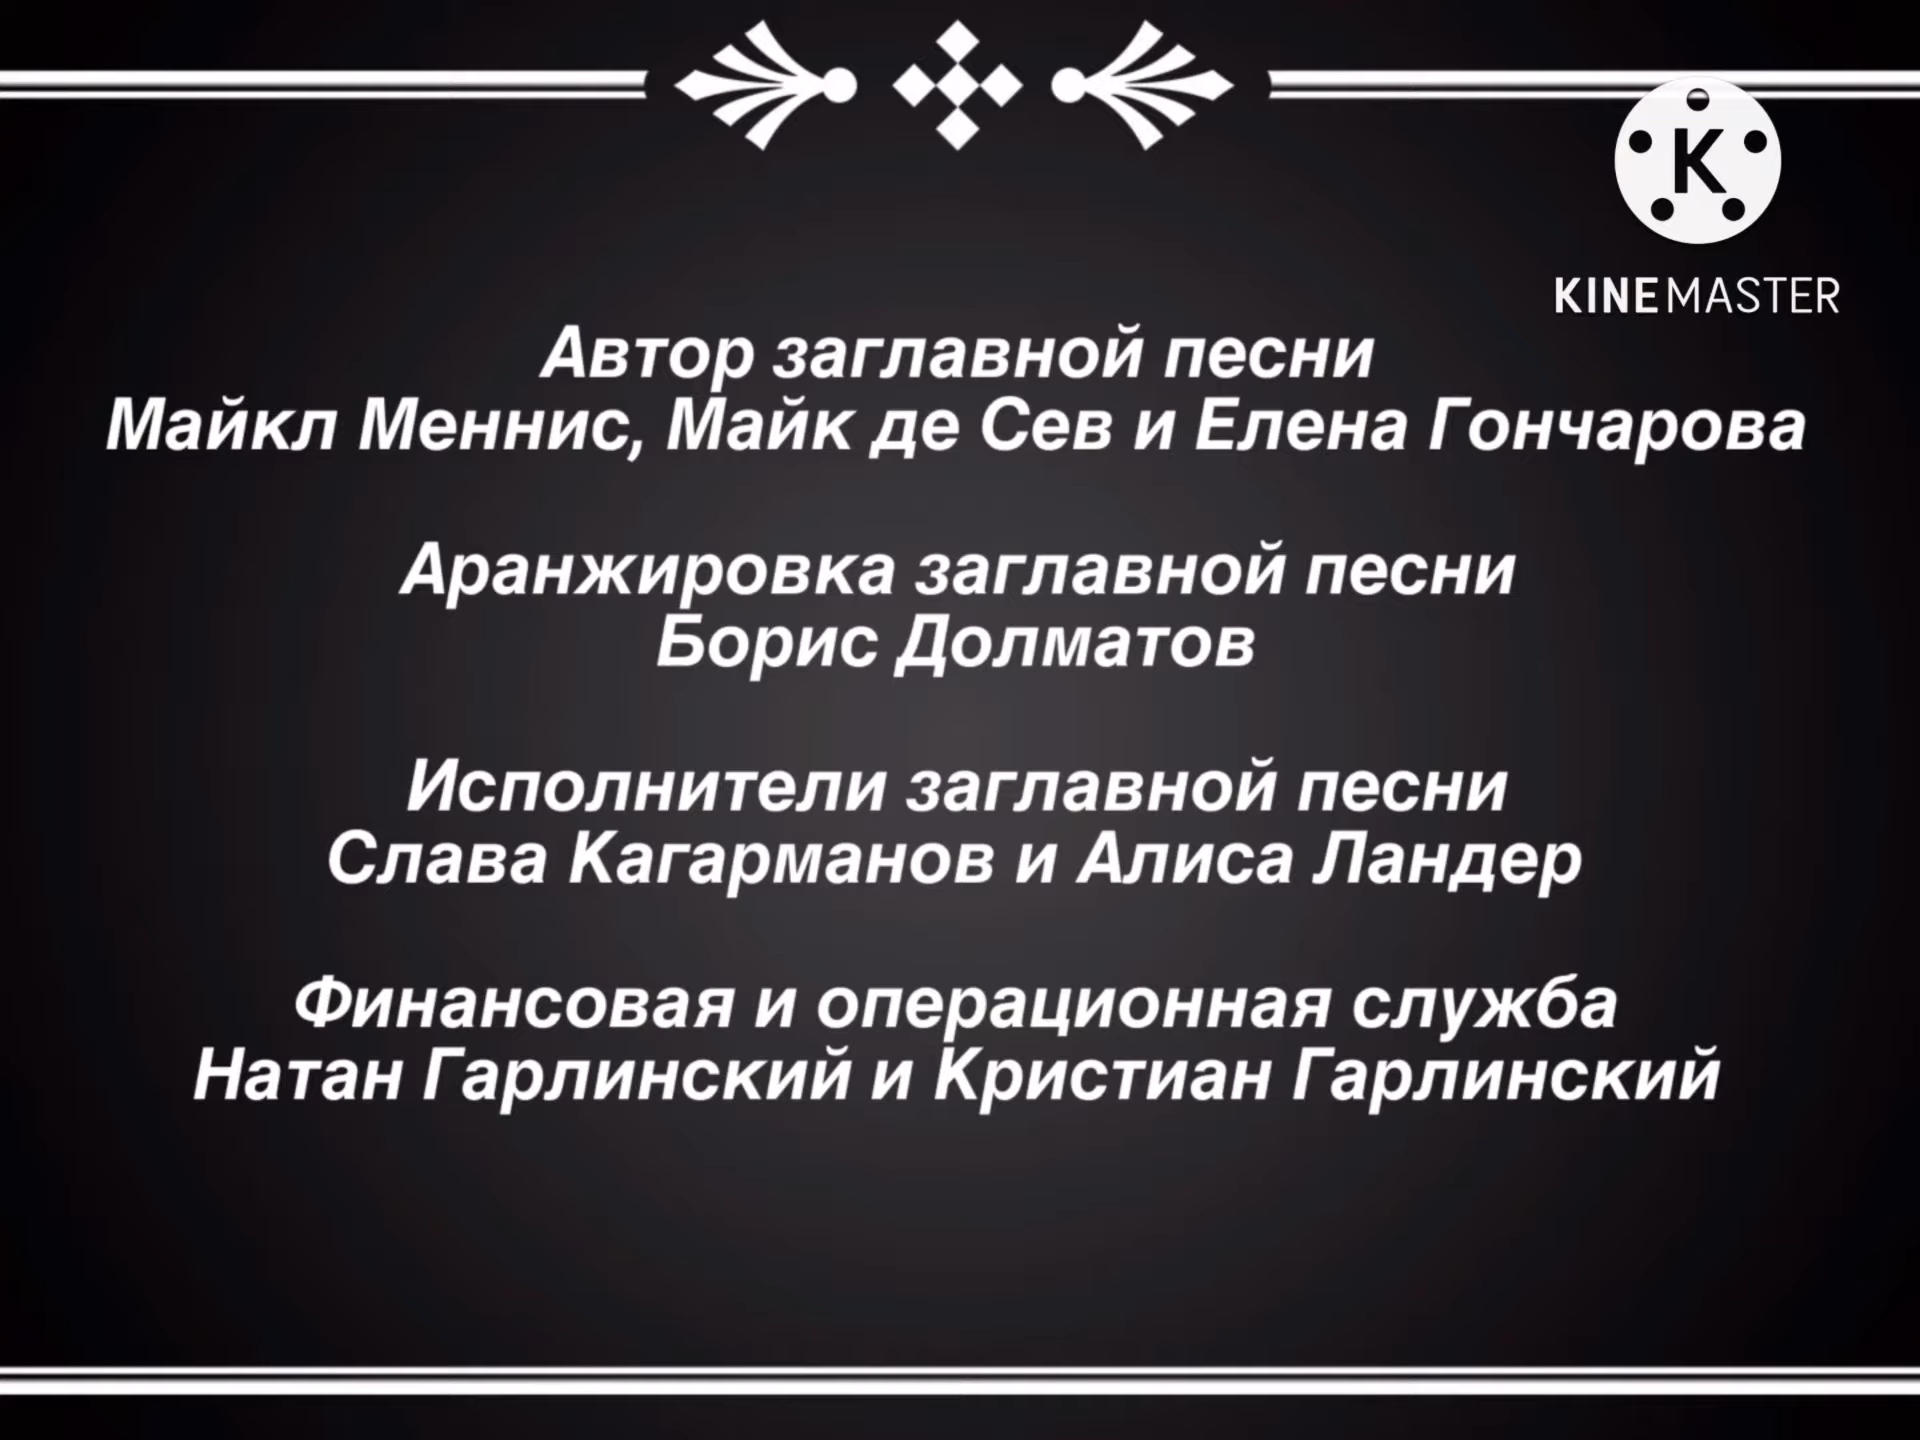 K
KINEMASTER
Автор заглавной песни
Майкл Меннис, Майк де Сев и Елена Гончарова
Аранжировка заглавной песни
Борис Долматов
Исполнители заглавной песни
Слава Кагарманов и Алиса Ландер
Финансовая и операционная служба
Натан Гарлинский и Кристиан Гарлинский